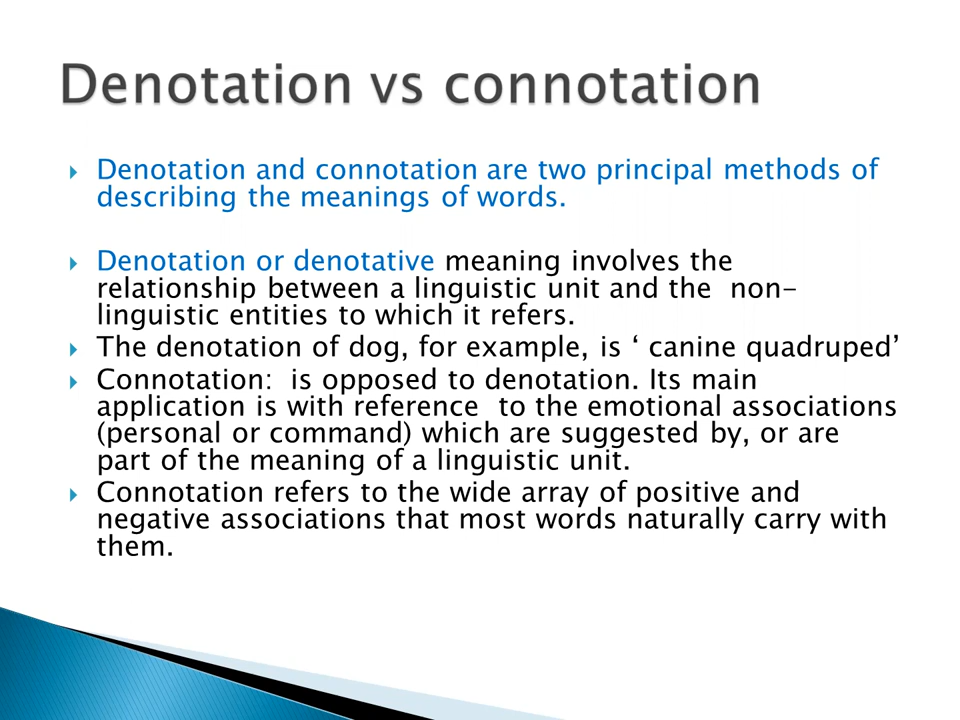 Denotation vs connotation
Denotation and connotation are two principal methods of
describing the meanings of words.
Denotation or denotative meaning involves the
relationship between a linguistic unit and the  non-
linguistic entities to which it refers.
The denotation of dog, for example, is ‘ canine quadruped’
Connotation:  is opposed to denotation. Its main
application is with reference  to the emotional associations
(personal or command) which are suggested by, or are
part of the meaning of a linguistic unit.
Connotation refers to the wide array of positive and
negative associations that most words naturally carry with
them.